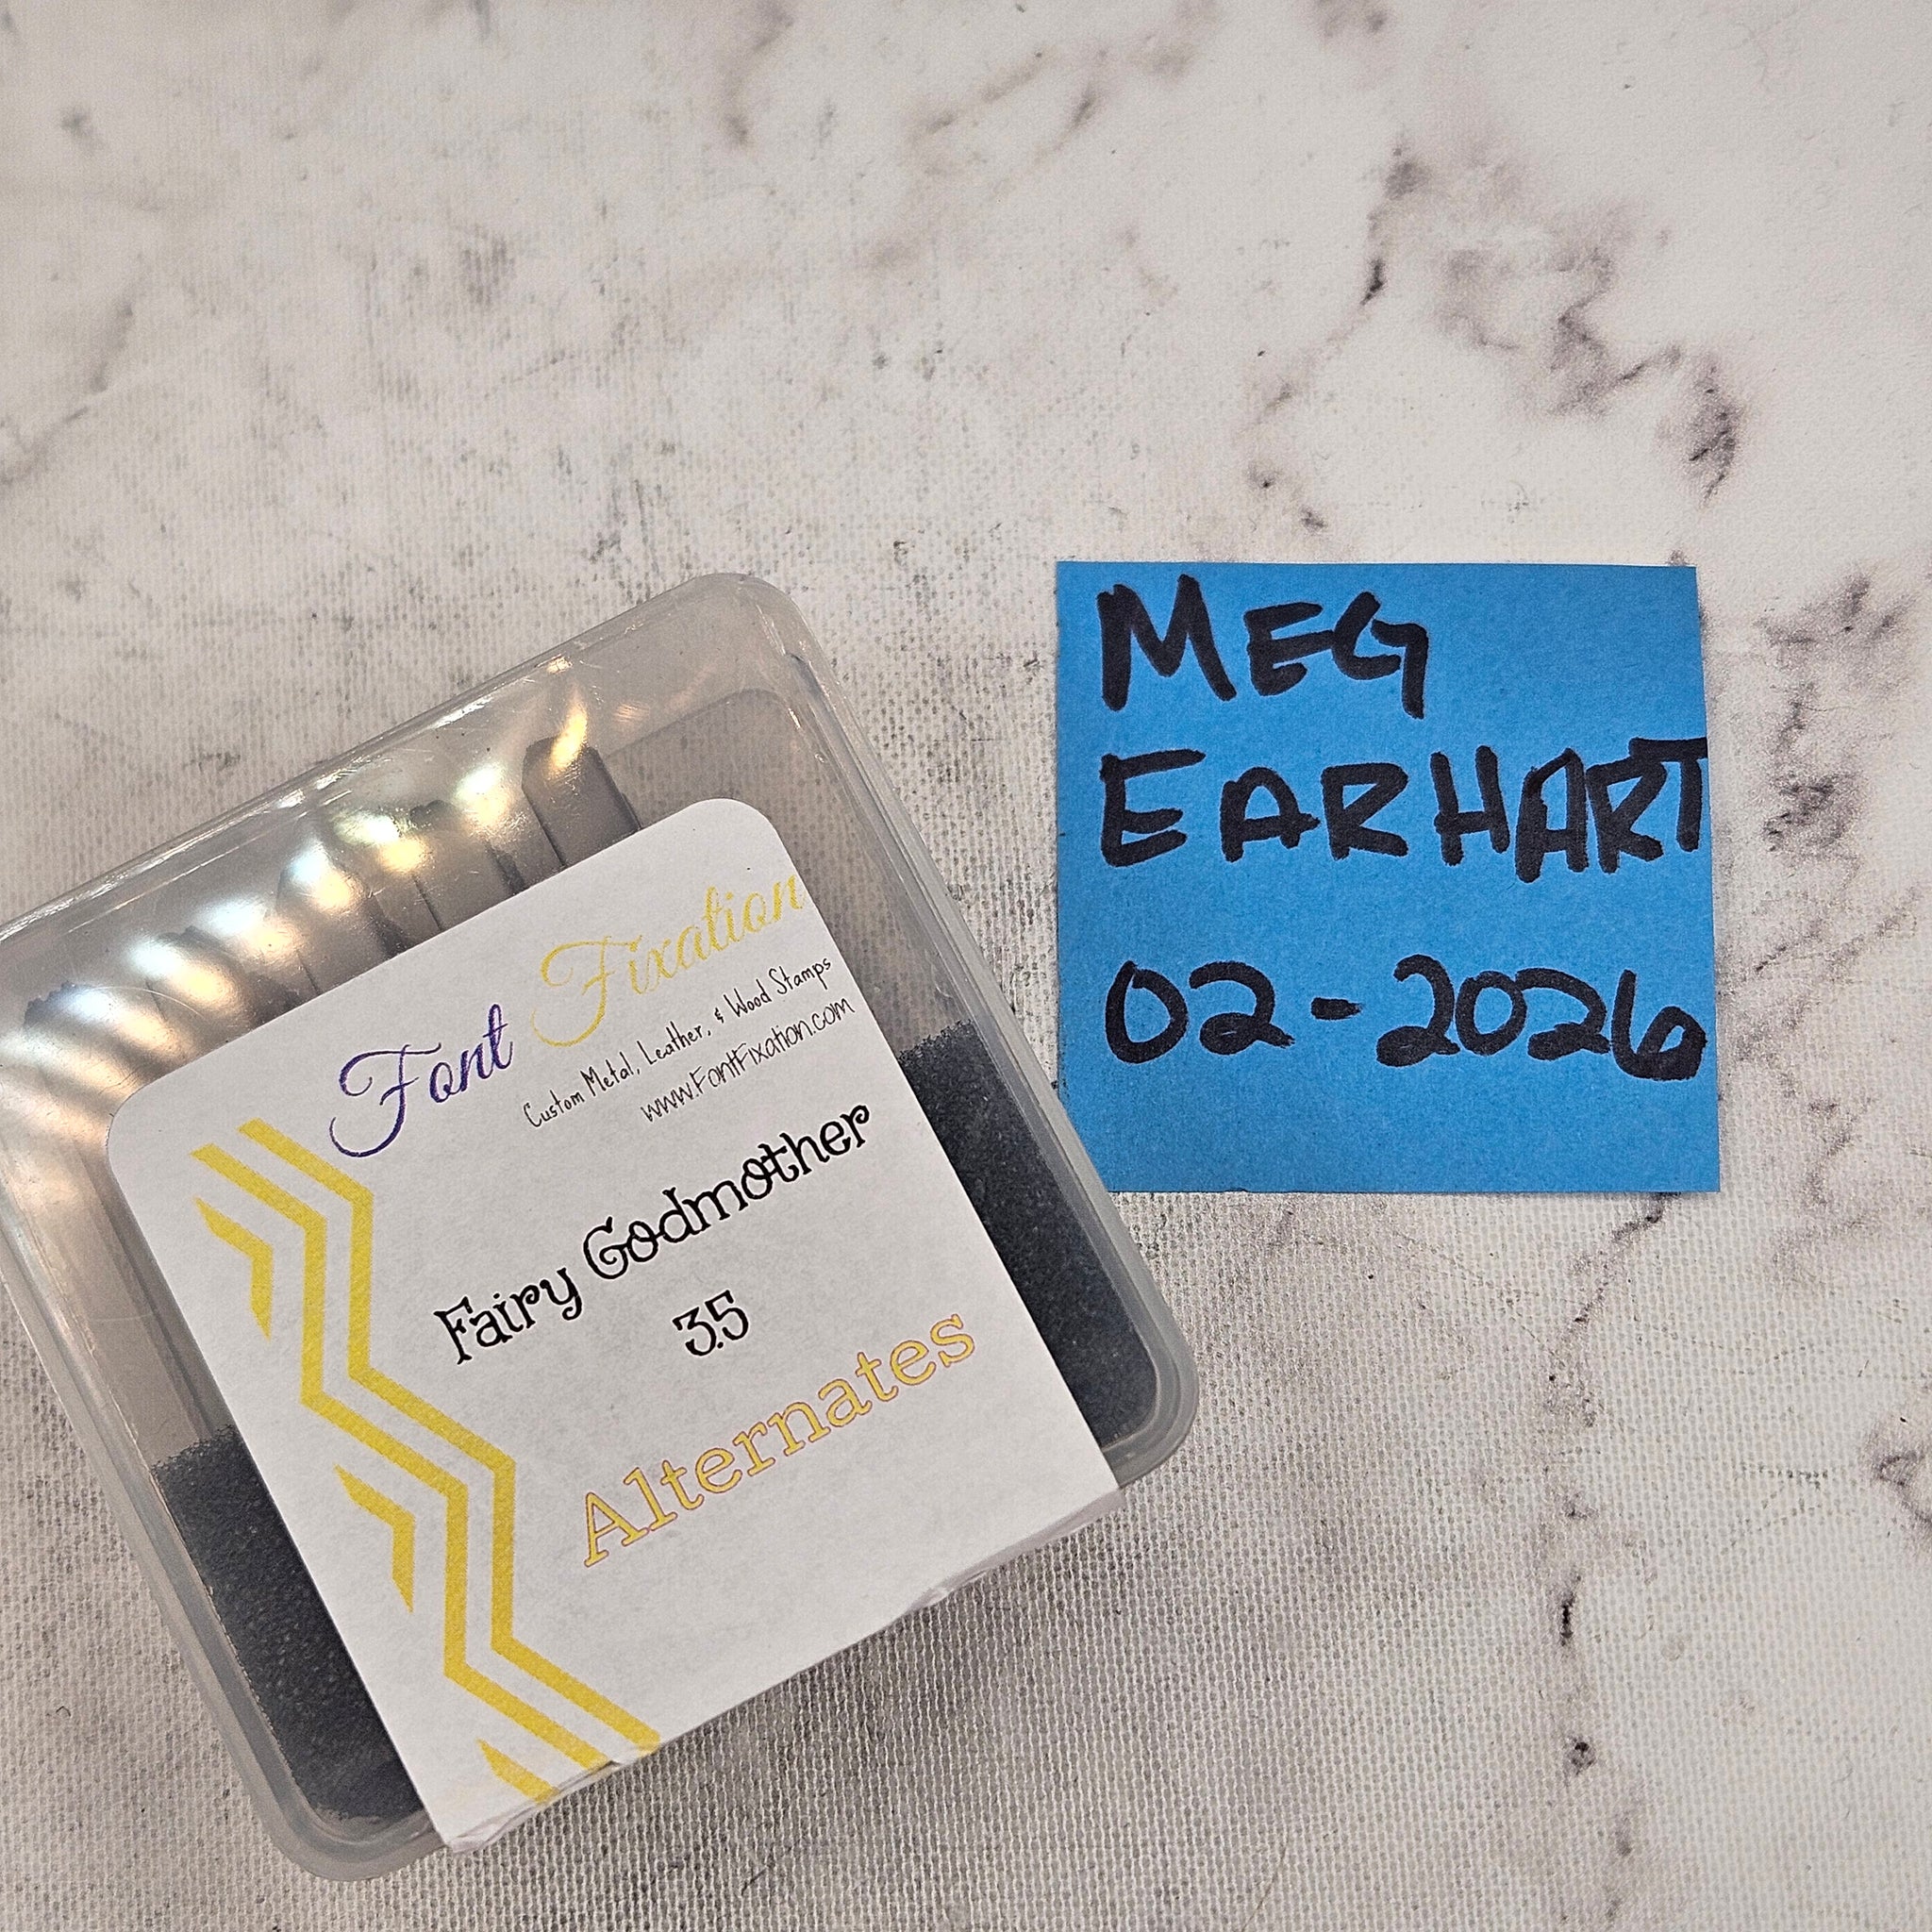 Font Fixation
Custom Metal, Leather, & Wood Stamps
www.FontFixation.com
Fairy Godmother
3.5
Alternates
MEG
EARHART
02-2026